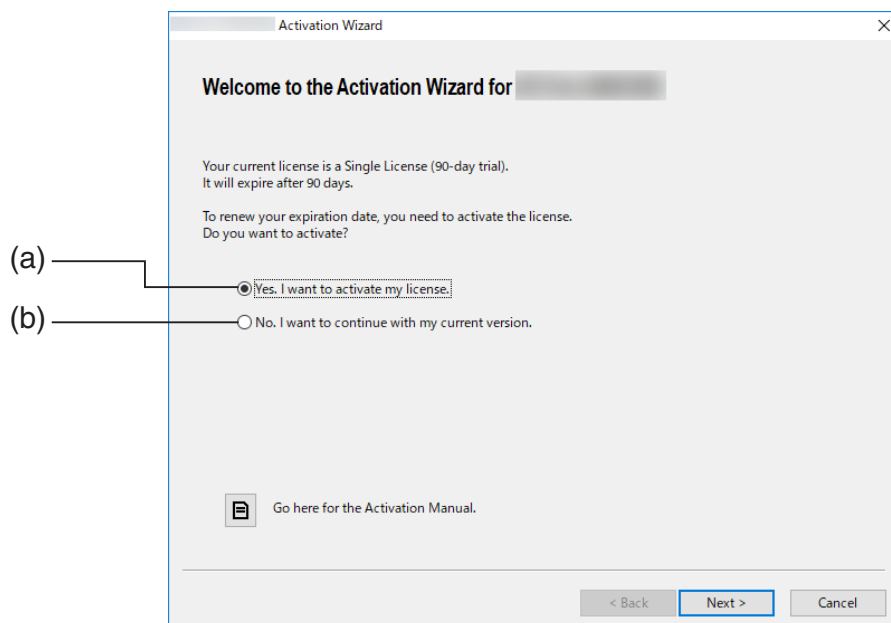 Activation Wizard
Welcome to the Activation Wizard for
Your current license is a Single License (90-day trial).
It will expire after 90 days.
To renew your expiration date, you need to activate the license.
Do you want to activate?
(a)
Yes. I want to activate my license.
(b)
No. I want to continue with my current version.
Go here for the Activation Manual.
< Back
Next >
Cancel